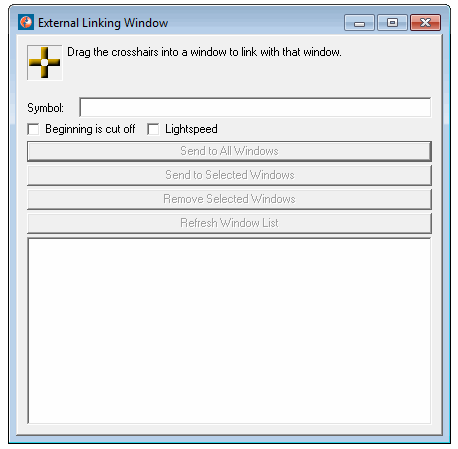 External Linking Window
Drag the crosshairs into a window to link with that window.
Symbol:
Beginning is cut off Lightspeed
Send to All Windows
Send to Selected Windows
Remove Selected Windows
Refresh Window List